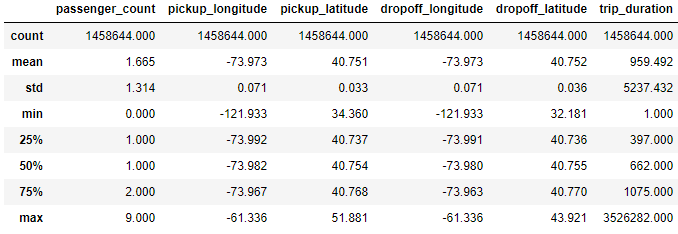 passenger_count pickup_longitude pickup_latitude dropoff_longitude dropoff_latitude trip_duration
count 1458644.000 1458644.000 1458644.000 1458644.000 1458644.000 1458644.000
mean 1.665 -73.973 40.751 -73.973 40.752 959.492
std 1.314 0.071 0.033 0.071 0.036 5237.432
min 0.000 -121.933 34.360 -121.933 32.181 1.000
25% 1.000 -73.992 40.737 -73.991 40.736 397.000
50% 1.000 -73.982 40.754 -73.980 40.755 662.000
75% 2.000 -73.967 40.768 -73.963 40.770 1075.000
max 9.000 -61.336 51.881 -61.336 43.921 3526282.000